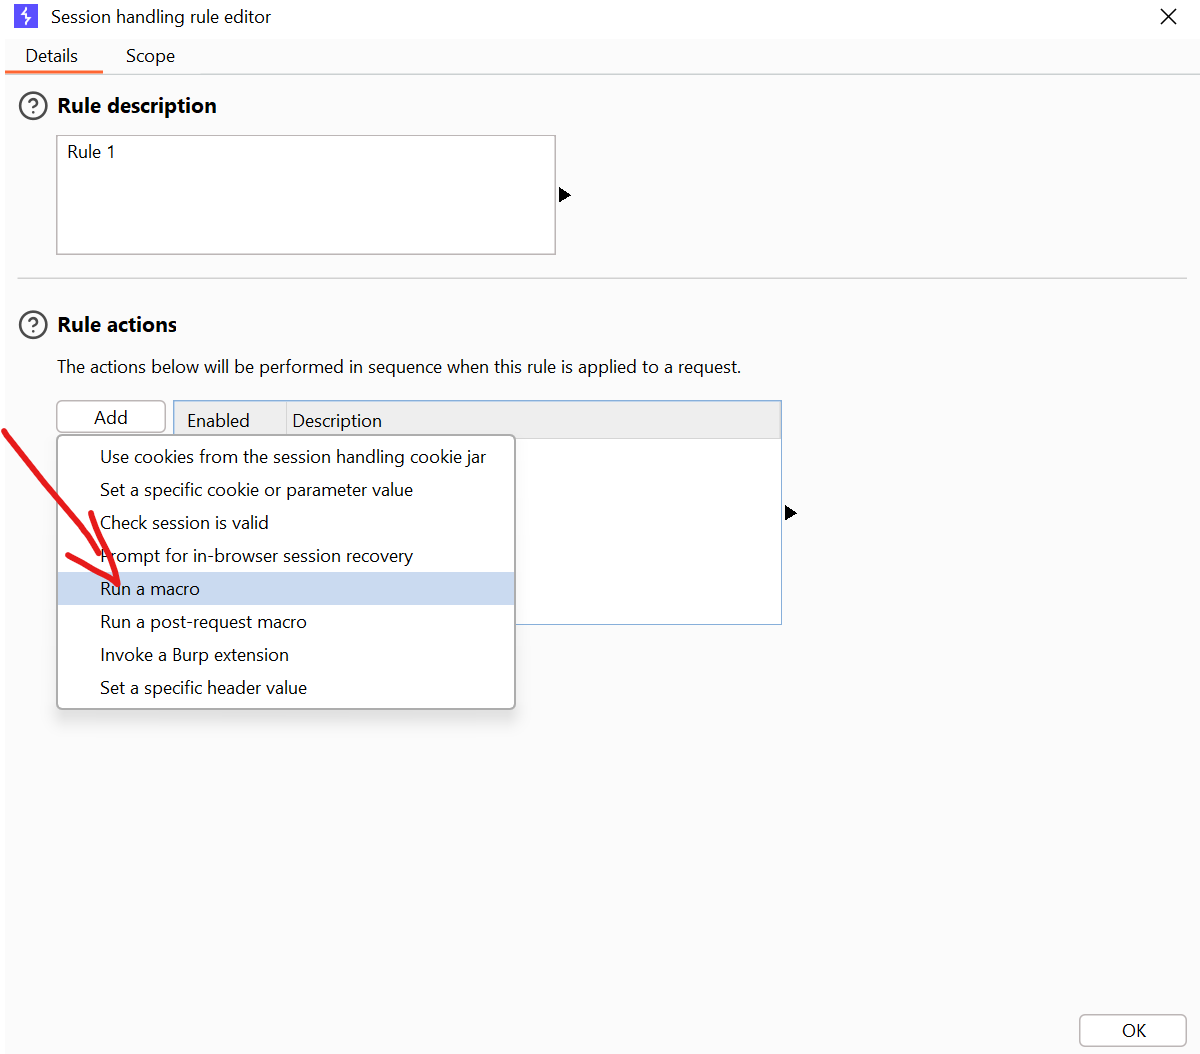 Session handling rule editor
Details Scope
Rule description
Rule 1
Rule actions
The actions below will be performed in sequence when this rule is applied to a request.
Add Enabled Description
Use cookies from the session handling cookie jar
Set a specific cookie or parameter value
Check session is valid
Prompt for in-browser session recovery
Run a macro
Run a post-request macro
Invoke a Burp extension
Set a specific header value
OK